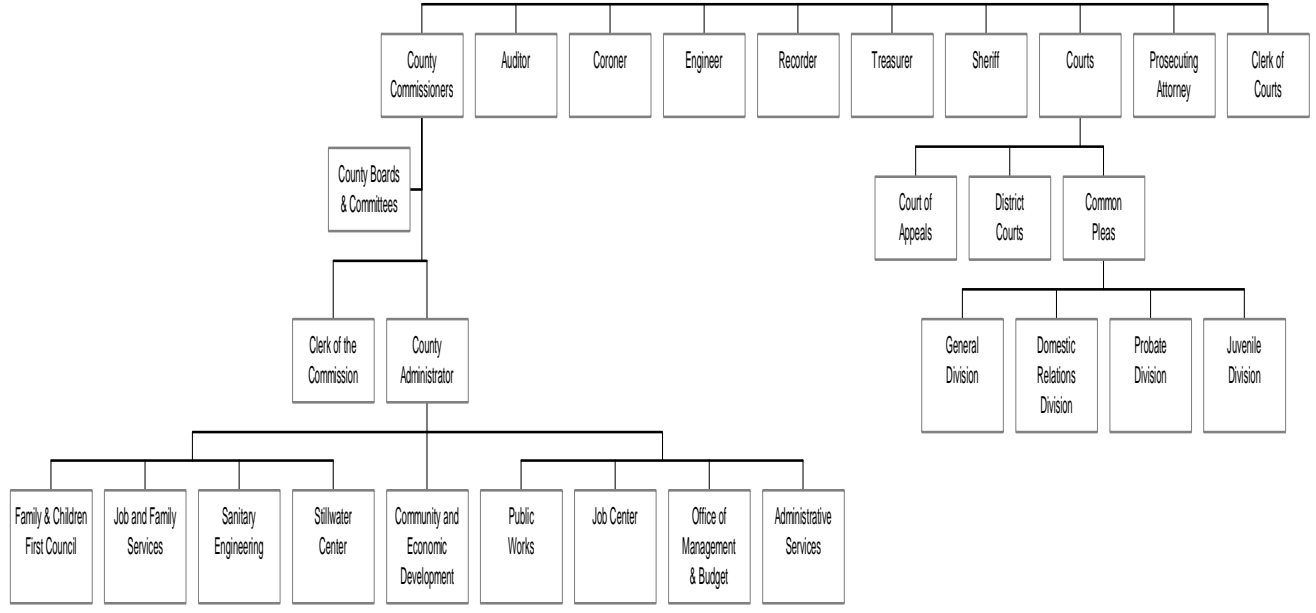 County
Commissioners
Auditor
Coroner
Engineer
Recorder
Treasurer
Sheriff
Courts
Prosecuting
Attorney
Clerk of
Courts
County Boards
& Committees
Court of
Appeals
District
Courts
Common
Pleas
Clerk of the
Commission
County
Administrator
General
Division
Domestic
Relations
Division
Probate
Division
Juvenile
Division
Family & Children
First Council
Job and Family
Services
Sanitary
Engineering
Stillwater
Center
Community and
Economic
Development
Public
Works
Job Center
Office of
Management
& Budget
Administrative
Services